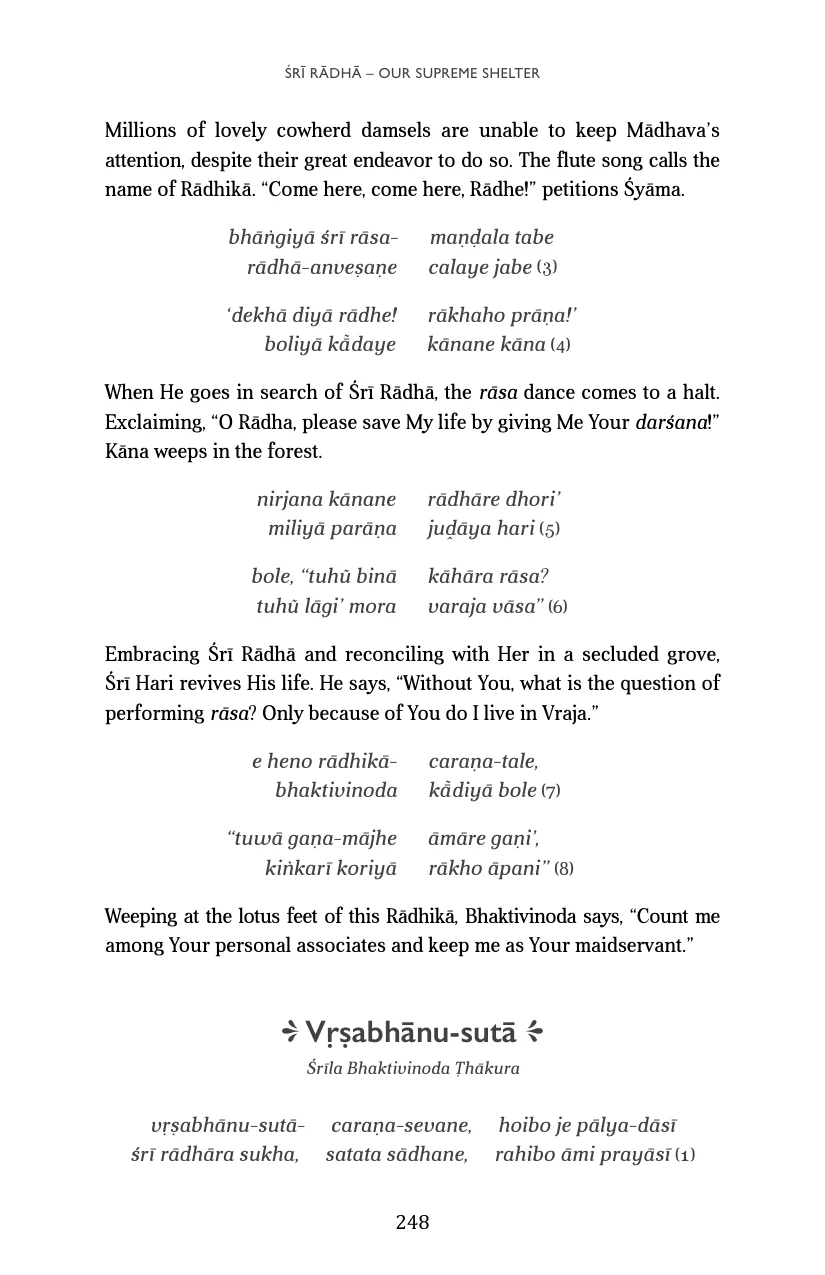 ŚRĪ RĀDHĀ – OUR SUPREME SHELTER
Millions of lovely cowherd damsels are unable to keep Mādhava’s
attention, despite their great endeavor to do so. The flute song calls the
name of Rādhikā. “Come here, come here, Rādhe!” petitions Śyāma.
bhāṅgiyā śrī rāsa- maṇḍala tabe
rādhā-anveṣaṇe calaye jabe (3)
‘dekhā diyā rādhe! rākhaho prāṇa!’
boliyā kā̃daye kānane kāna (4)
When He goes in search of Śrī Rādhā, the rāsa dance comes to a halt.
Exclaiming, “O Rādha, please save My life by giving Me Your darśana!”
Kāna weeps in the forest.
nirjana kānane rādhāre dhori’
miliyā parāṇa juḓāya hari (5)
bole, “tuhũ binā kāhāra rāsa?
tuhũ lāgi’ mora varaja vāsa” (6)
Embracing Śrī Rādhā and reconciling with Her in a secluded grove,
Śrī Hari revives His life. He says, “Without You, what is the question of
performing rāsa? Only because of You do I live in Vraja.”
e heno rādhikā- caraṇa-tale,
bhaktivinoda kā̃diyā bole (7)
“tuwā gaṇa-mājhe āmāre gaṇi’,
kiṅkarī koriyā rākho āpani” (8)
Weeping at the lotus feet of this Rādhikā, Bhaktivinoda says, “Count me
among Your personal associates and keep me as Your maidservant.”
Vṛṣabhānu-sutā
Śrīla Bhaktivinoda Ṭhākura
vṛṣabhānu-sutā- caraṇa-sevane, hoibo je pālya-dāsī
śrī rādhāra sukha, satata sādhane, rahibo āmi prayāsī (1)
248